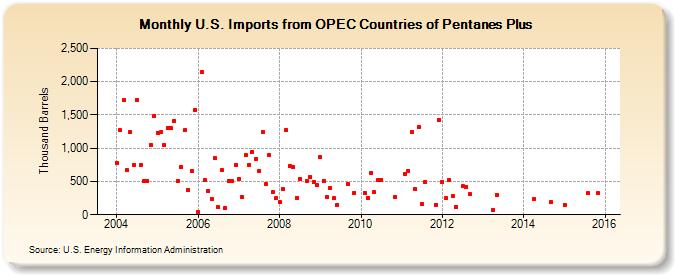 Monthly U.S. Imports from OPEC Countries of Pentanes Plus
Thousand Barrels
2,500
2,000
1,500
1,000
500
0
2004 2006 2008 2010 2012 2014 2016
Source: U.S. Energy Information Administration